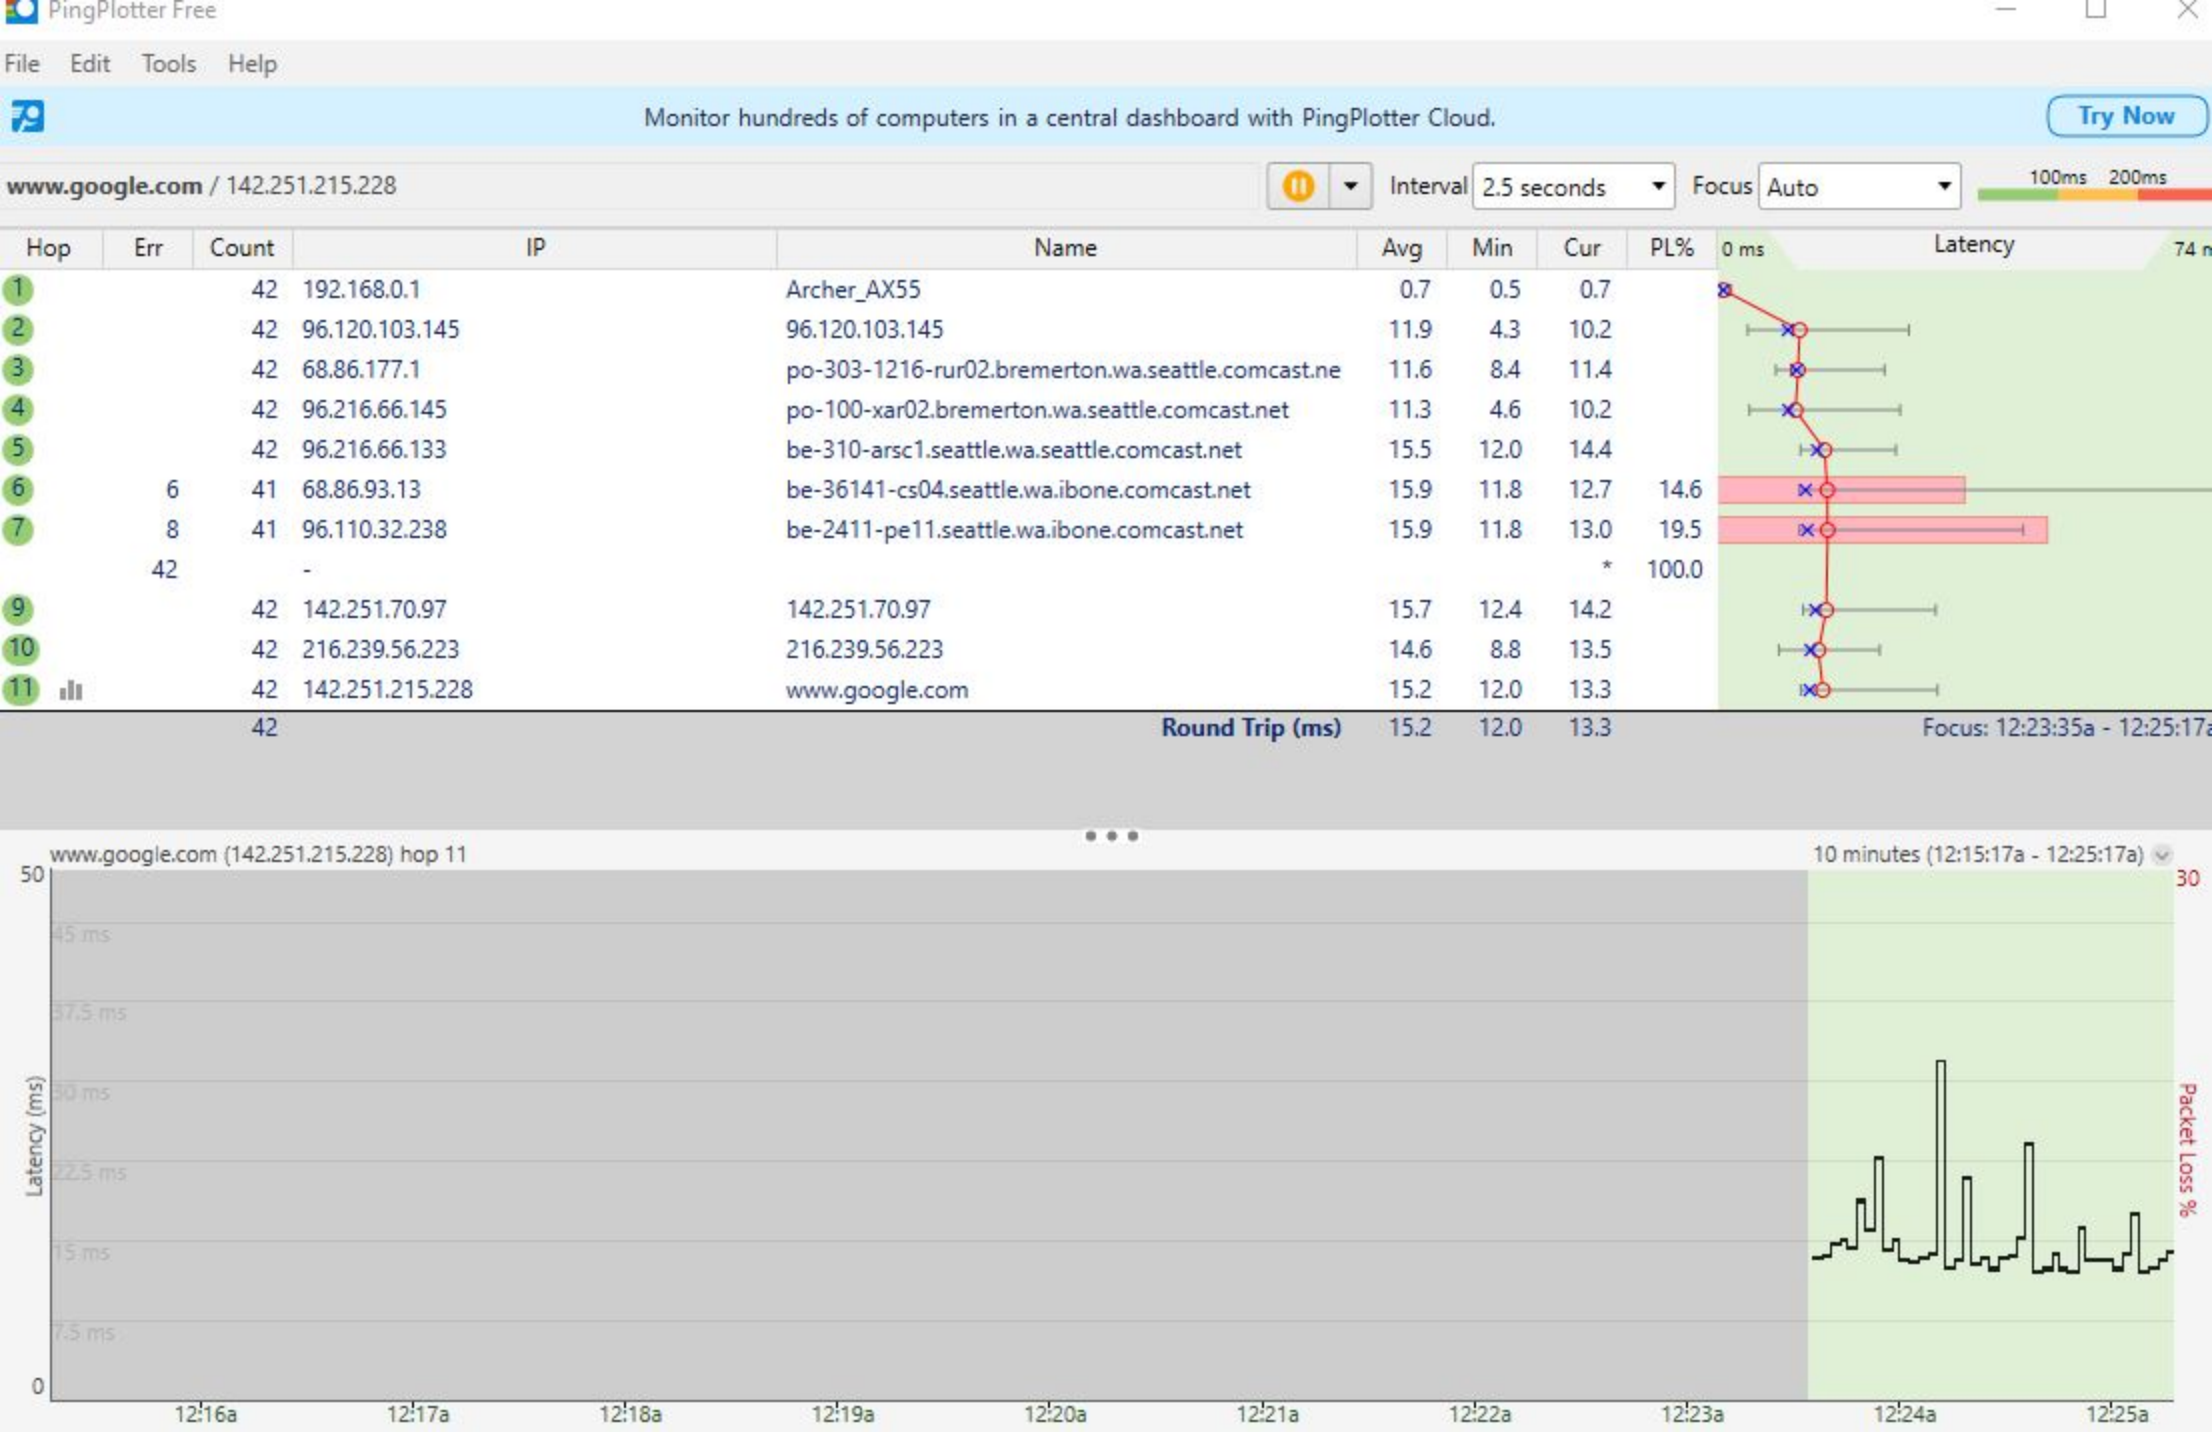 PingPlotter Free
File Edit Tools Help
Monitor hundreds of computers in a central dashboard with PingPlotter Cloud. Try Now
www.google.com / 142.251.215.228 Interval 2.5 seconds Focus Auto 100ms 200ms
Hop Err Count IP Name Avg Min Cur PL% 0 ms Latency 74 m
1 42 192.168.0.1 Archer_AX55 0.7 0.5 0.7
2 42 96.120.103.145 96.120.103.145 11.9 4.3 10.2
3 42 68.86.177.1 po-303-1216-rur02.bremerton.wa.seattle.comcast.ne 11.6 8.4 11.4
4 42 96.216.66.145 po-100-xar02.bremerton.wa.seattle.comcast.net 11.3 4.6 10.2
5 42 96.216.66.133 be-310-arsc1.seattle.wa.seattle.comcast.net 15.5 12.0 14.4
6 6 41 68.86.93.13 be-36141-cs04.seattle.wa.ibone.comcast.net 15.9 11.8 12.7 14.6
7 8 41 96.110.32.238 be-2411-pe11.seattle.wa.ibone.comcast.net 15.9 11.8 13.0 19.5
42 - * 100.0
9 42 142.251.70.97 142.251.70.97 15.7 12.4 14.2
10 42 216.239.56.223 216.239.56.223 14.6 8.8 13.5
11 42 142.251.215.228 www.google.com 15.2 12.0 13.3
42 Round Trip (ms) 15.2 12.0 13.3 Focus: 12:23:35a - 12:25:17a
www.google.com (142.251.215.228) hop 11 10 minutes (12:15:17a - 12:25:17a)
50 30
45 ms
37.5 ms
30 ms
22.5 ms
15 ms
7.5 ms
0
Latency (ms)
Packet Loss %
12:16a 12:17a 12:18a 12:19a 12:20a 12:21a 12:22a 12:23a 12:24a 12:25a